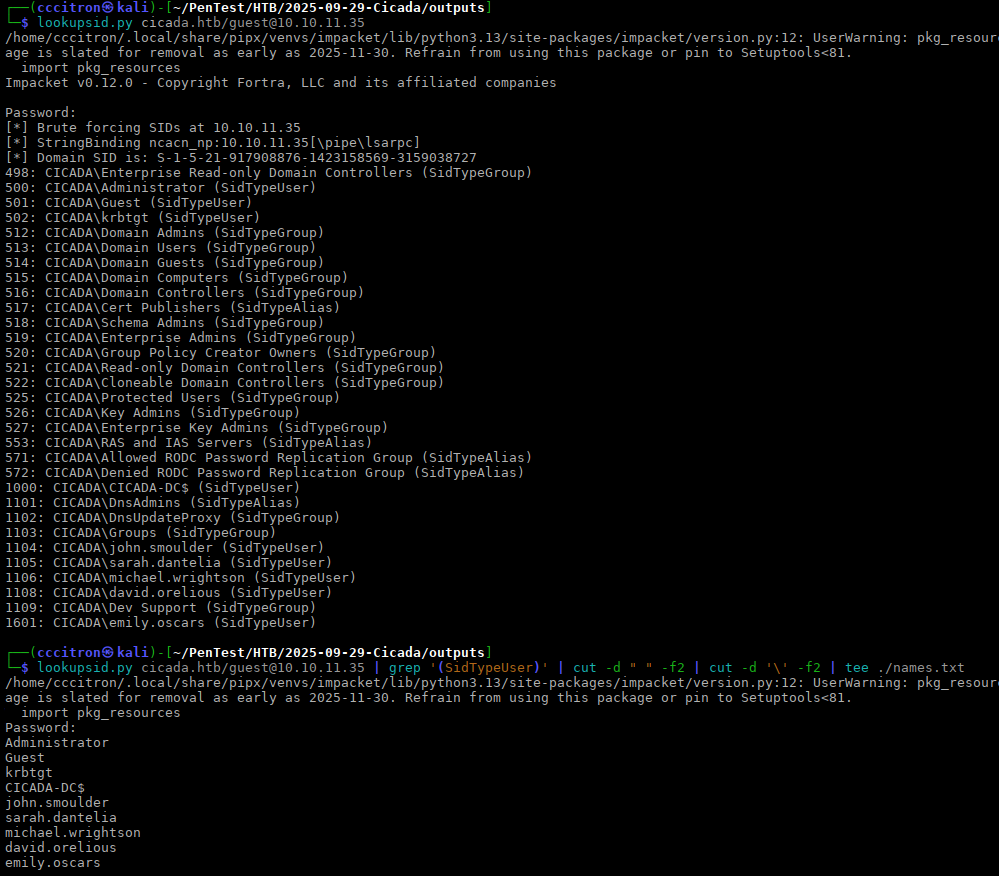 ┌──(cccitron㉿kali)-[~/PenTest/HTB/2025-09-29-Cicada/outputs]
└─$ lookupsid.py cicada.htb/guest@10.10.11.35
/home/cccitron/.local/share/pipx/venvs/impacket/lib/python3.13/site-packages/impacket/version.py:12: UserWarning: pkg_resour
age is slated for removal as early as 2025-11-30. Refrain from using this package or pin to Setuptools<81.
  import pkg_resources
Impacket v0.12.0 - Copyright Fortra, LLC and its affiliated companies

Password:
[*] Brute forcing SIDs at 10.10.11.35
[*] StringBinding ncacn_np:10.10.11.35[\pipe\lsarpc]
[*] Domain SID is: S-1-5-21-917908876-1423158569-3159038727
498: CICADA\Enterprise Read-only Domain Controllers (SidTypeGroup)
500: CICADA\Administrator (SidTypeUser)
501: CICADA\Guest (SidTypeUser)
502: CICADA\krbtgt (SidTypeUser)
512: CICADA\Domain Admins (SidTypeGroup)
513: CICADA\Domain Users (SidTypeGroup)
514: CICADA\Domain Guests (SidTypeGroup)
515: CICADA\Domain Computers (SidTypeGroup)
516: CICADA\Domain Controllers (SidTypeGroup)
517: CICADA\Cert Publishers (SidTypeAlias)
518: CICADA\Schema Admins (SidTypeGroup)
519: CICADA\Enterprise Admins (SidTypeGroup)
520: CICADA\Group Policy Creator Owners (SidTypeGroup)
521: CICADA\Read-only Domain Controllers (SidTypeGroup)
522: CICADA\Cloneable Domain Controllers (SidTypeGroup)
525: CICADA\Protected Users (SidTypeGroup)
526: CICADA\Key Admins (SidTypeGroup)
527: CICADA\Enterprise Key Admins (SidTypeGroup)
553: CICADA\RAS and IAS Servers (SidTypeAlias)
571: CICADA\Allowed RODC Password Replication Group (SidTypeAlias)
572: CICADA\Denied RODC Password Replication Group (SidTypeAlias)
1000: CICADA\CICADA-DC$ (SidTypeUser)
1101: CICADA\DnsAdmins (SidTypeAlias)
1102: CICADA\DnsUpdateProxy (SidTypeGroup)
1103: CICADA\Groups (SidTypeGroup)
1104: CICADA\john.smoulder (SidTypeUser)
1105: CICADA\sarah.dantelia (SidTypeUser)
1106: CICADA\michael.wrightson (SidTypeUser)
1108: CICADA\david.orelious (SidTypeUser)
1109: CICADA\Dev Support (SidTypeGroup)
1601: CICADA\emily.oscars (SidTypeUser)

┌──(cccitron㉿kali)-[~/PenTest/HTB/2025-09-29-Cicada/outputs]
└─$ lookupsid.py cicada.htb/guest@10.10.11.35 | grep '(SidTypeUser)' | cut -d " " -f2 | cut -d '\' -f2 | tee ./names.txt
/home/cccitron/.local/share/pipx/venvs/impacket/lib/python3.13/site-packages/impacket/version.py:12: UserWarning: pkg_resour
age is slated for removal as early as 2025-11-30. Refrain from using this package or pin to Setuptools<81.
  import pkg_resources
Password:
Administrator
Guest
krbtgt
CICADA-DC$
john.smoulder
sarah.dantelia
michael.wrightson
david.orelious
emily.oscars